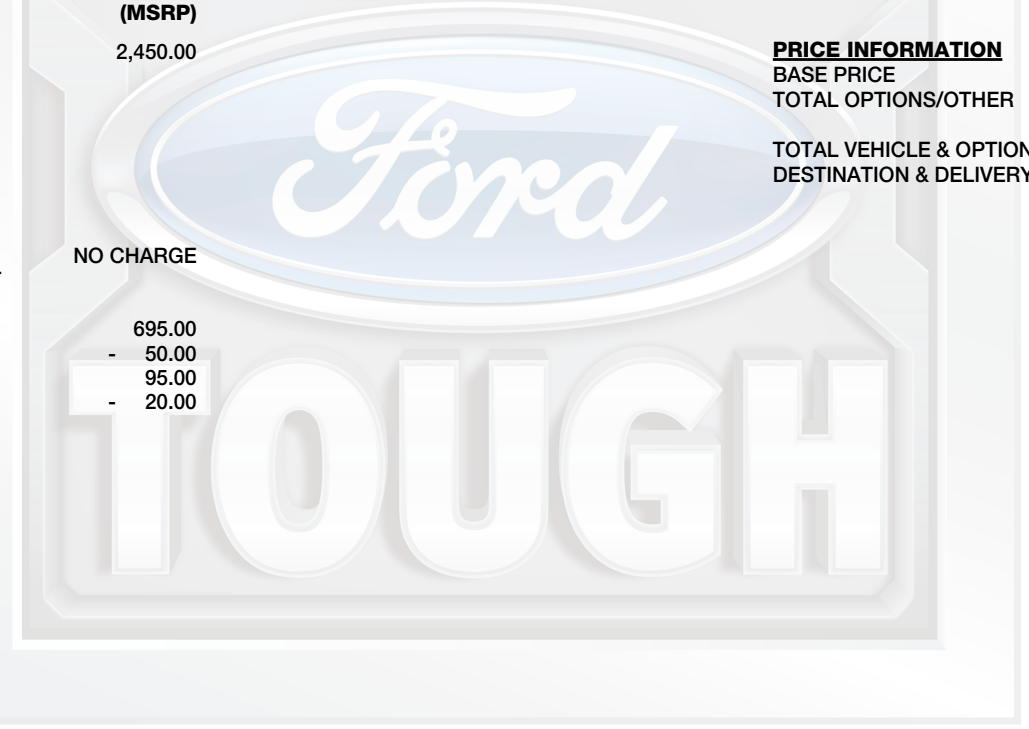 (MSRP)
2,450.00
NO CHARGE
695.00
- 50.00
95.00
- 20.00
PRICE INFORMATION
BASE PRICE
TOTAL OPTIONS/OTHER
TOTAL VEHICLE & OPTION
DESTINATION & DELIVERY
Ford
TOUGH